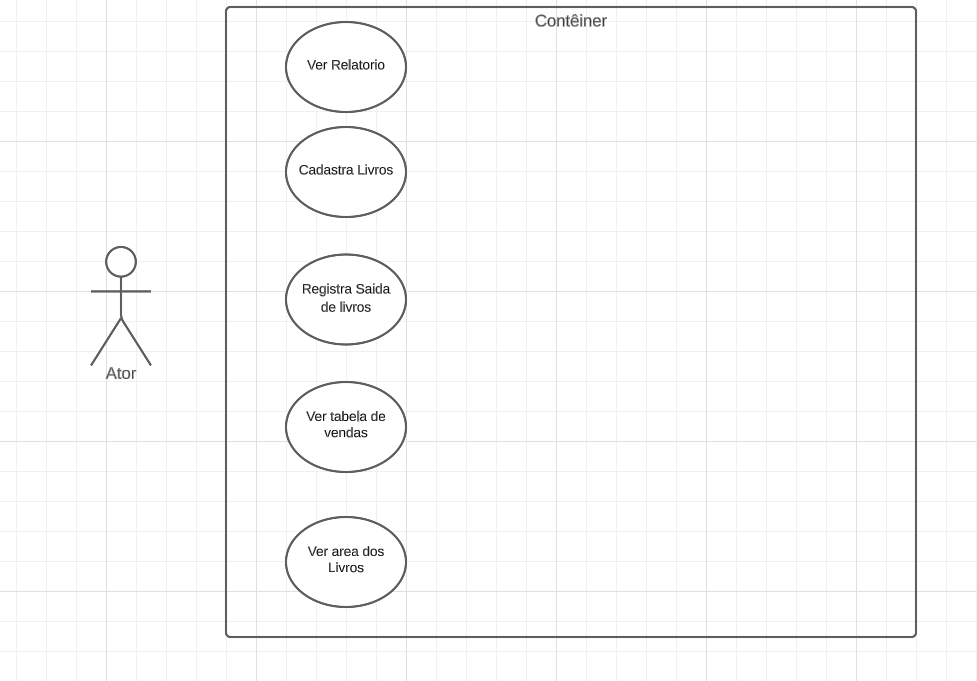 Contêiner
Ver Relatorio
Cadastra Livros
Registra Saida
de livros
Ator
Ver tabela de
vendas
Ver area dos
Livros